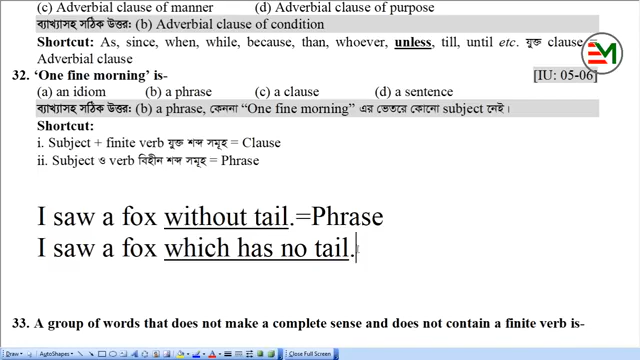 (c) Adverbial clause of manner (d) Adverbial clause of purpose
ব্যাখ্যাসহ সঠিক উত্তর: (b) Adverbial clause of condition
Shortcut: As, since, when, while, because, than, whoever, unless, till, until etc. যুক্ত clause =
Adverbial clause
EM
32. ‘One fine morning’ is- [IU: 05-06]
(a) an idiom (b) a phrase (c) a clause (d) a sentence
ব্যাখ্যাসহ সঠিক উত্তর: (b) a phrase, কেননা “One fine morning” এর ভেতরে কোনো subject নেই।
Shortcut:
i. Subject + finite verb যুক্ত শব্দ সমূহ = Clause
ii. Subject ও verb বিহীন শব্দ সমূহ = Phrase
I saw a fox without tail.=Phrase
I saw a fox which has no tail.
33. A group of words that does not make a complete sense and does not contain a finite verb is-
Draw AutoShapes Close Full Screen